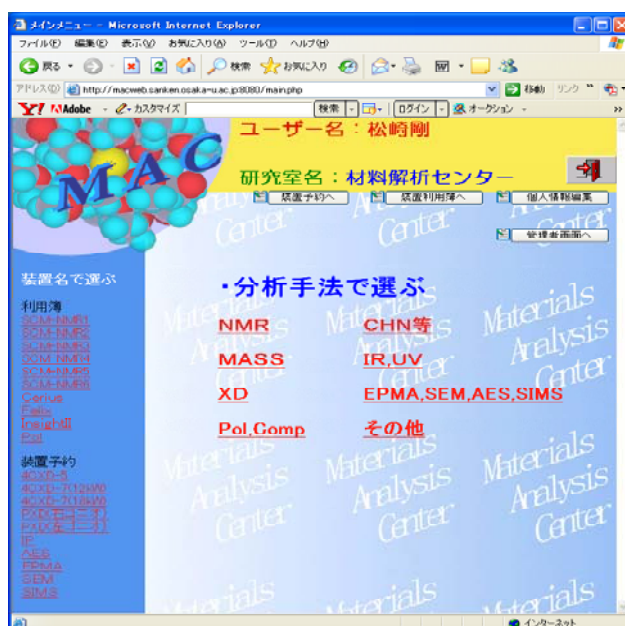 メインメニュー - Microsoft Internet Explorer
ファイル(F) 編集(E) 表示(V) お気に入り(A) ツール(T) ヘルプ(H)
戻る 検索 お気に入り
アドレス(D) http://macweb.sanken.osaka-u.ac.jp:8080/main.php 移動 リンク
Y! Adobe カスタマイズ 検索 ログイン オークション
MAC
ユーザー名：松崎剛
研究室名：材料解析センター
装置予約へ 装置利用簿へ 個人情報編集
管理者画面へ
装置名で選ぶ
利用簿
SCM-NMR1
SCM-NMR2
SCM-NMR3
SCM-NMR4
SCM-NMR5
SCM-NMR6
Cerius
Felix
InsightII
Pol
装置予約
4CXD-5
4CXD-7(12kW)
4CXD-7(18kW)
IP
AES
EPMA
SEM
SIMS
・分析手法で選ぶ
NMR CHN等
MASS IR,UV
XD EPMA,SEM,AES,SIMS
Pol,Comp その他
Materials Analysis Center
インターネット